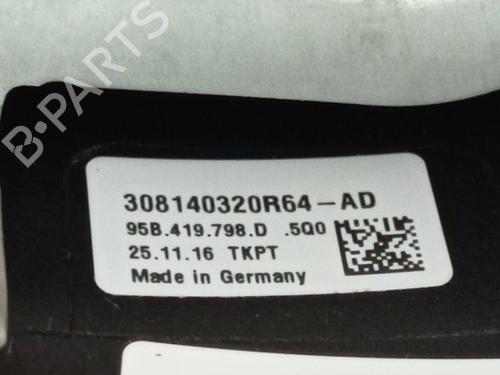 B-PARTS
308140320R64-AD
95B.419.798.D .5Q0
25.11.16 TKPT
Made in Germany